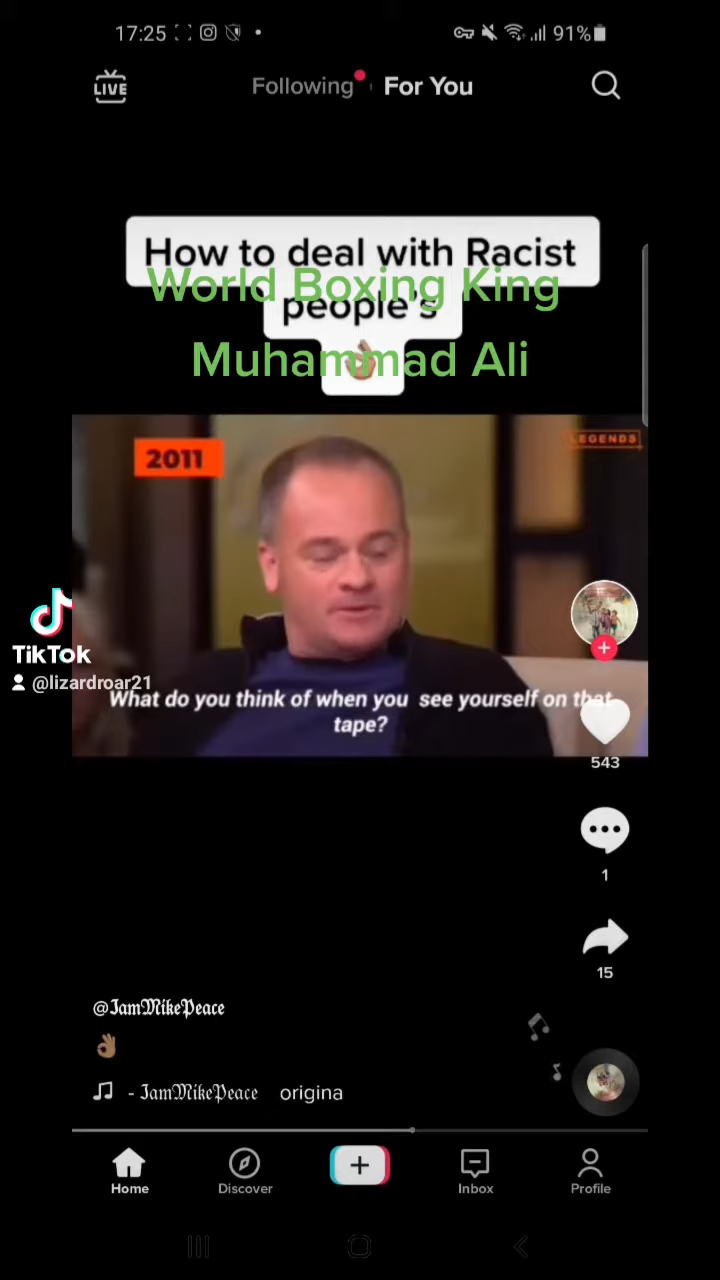 17:25
91%
LIVE
Following
For You
How to deal with Racist
people's
World Boxing King
Muhammad Ali
2011
LEGENDS
TikTok
@lizardroar21
What do you think of when you see yourself on that
tape?
543
1
15
@IamMikePeace
- IamMikePeace origina
Home
Discover
Inbox
Profile